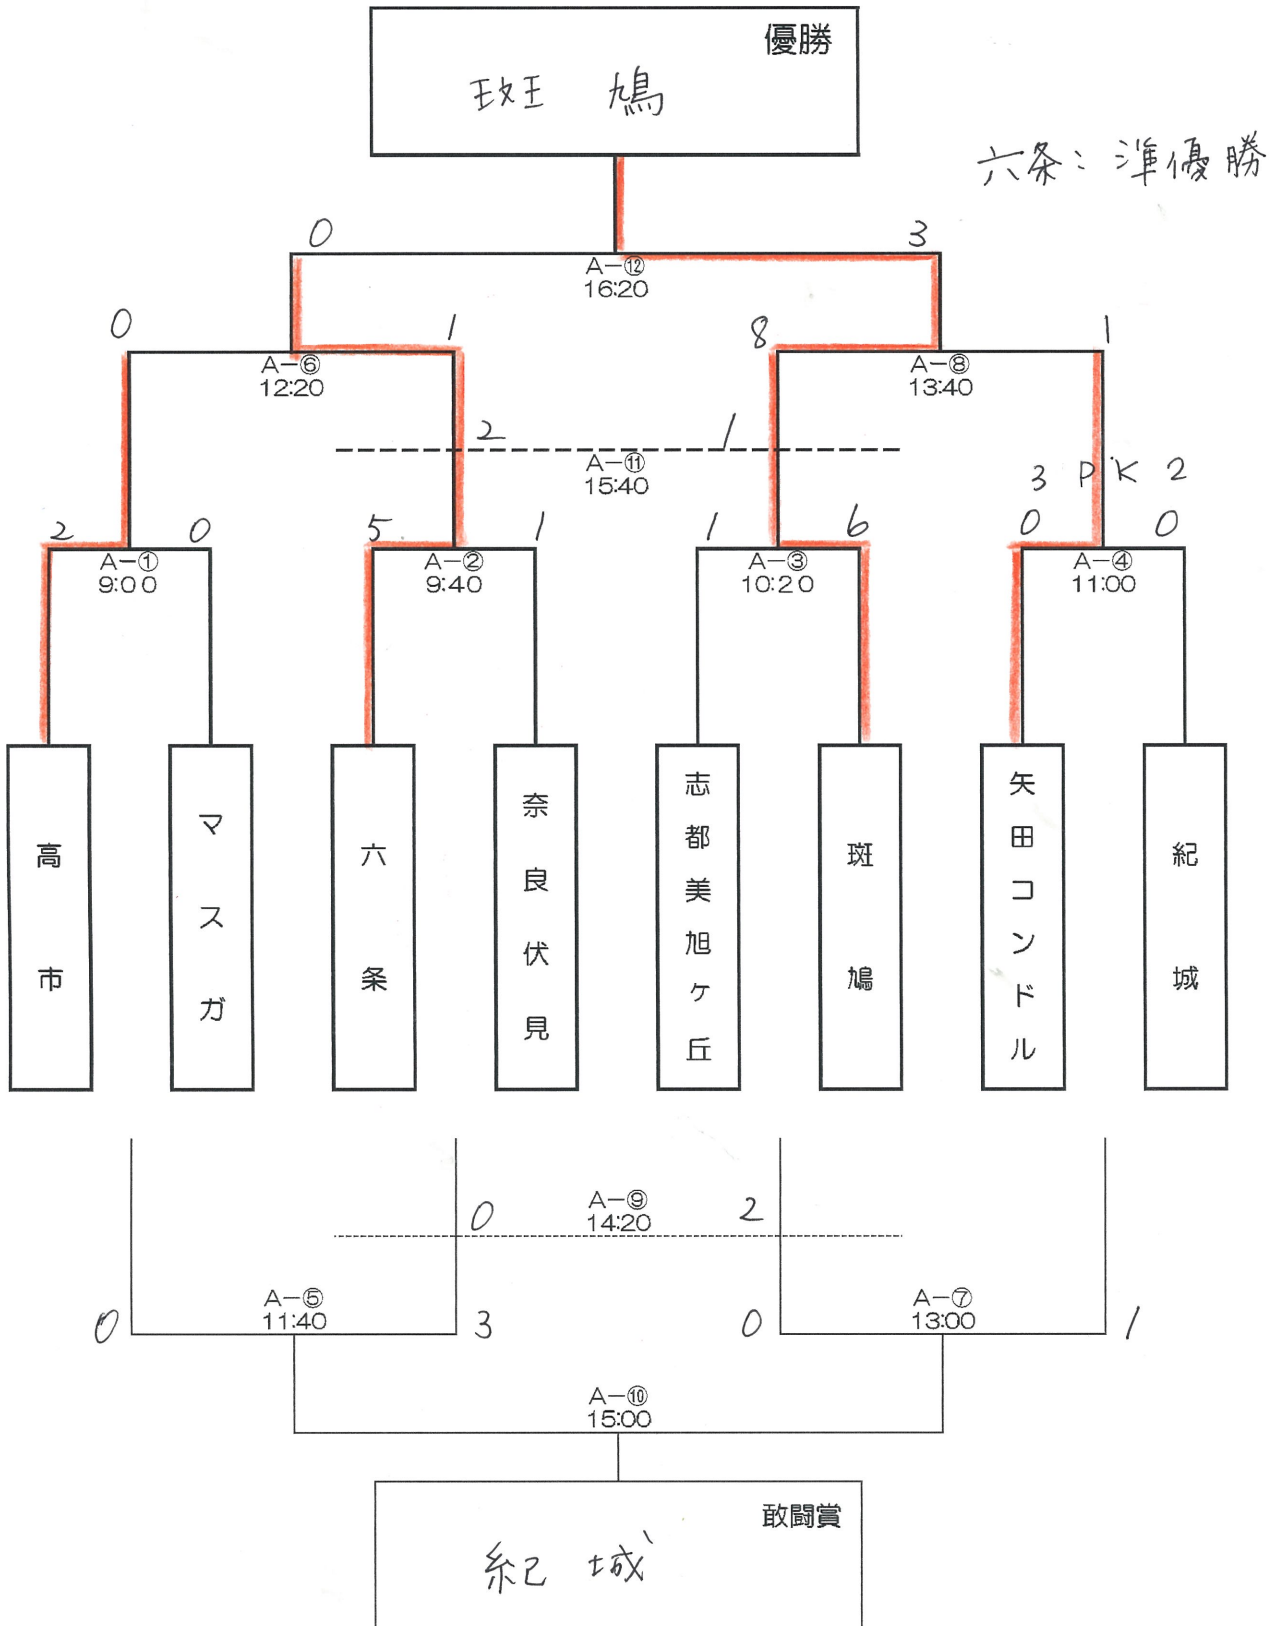 優勝
斑 鳩
六条：準優勝
0 3
A-⑫
16:20
0 1 8 1
A-⑥ A-⑧
12:20 13:40
2 1
A-⑪
15:40
3 PK 2
2 0 5 1 1 6 0 0
A-① A-② A-③ A-④
9:00 9:40 10:20 11:00
高市
マスガ
六条
奈良伏見
志都美旭ケ丘
斑鳩
矢田コンドル
紀城
A-⑨
0 14:20 2
A-⑤ A-⑦
0 11:40 3 0 13:00 1
A-⑩
15:00
敢闘賞
紀 城